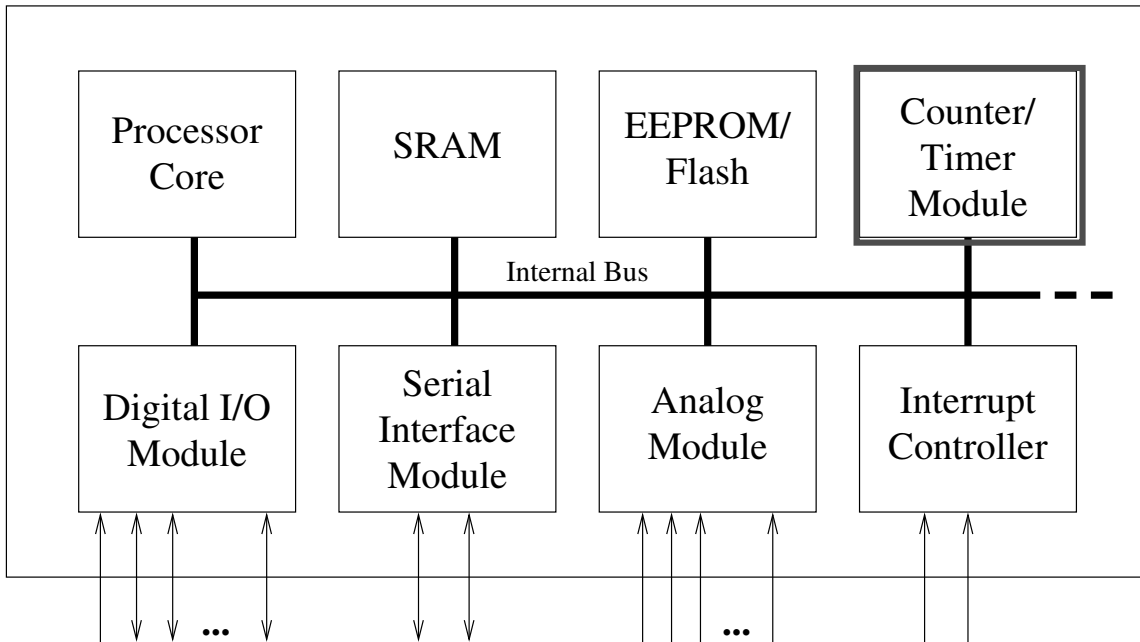 Processor
Core
SRAM
EEPROM/
Flash
Counter/
Timer
Module
Internal Bus
Digital I/O
Module
Serial
Interface
Module
Analog
Module
Interrupt
Controller
...
...